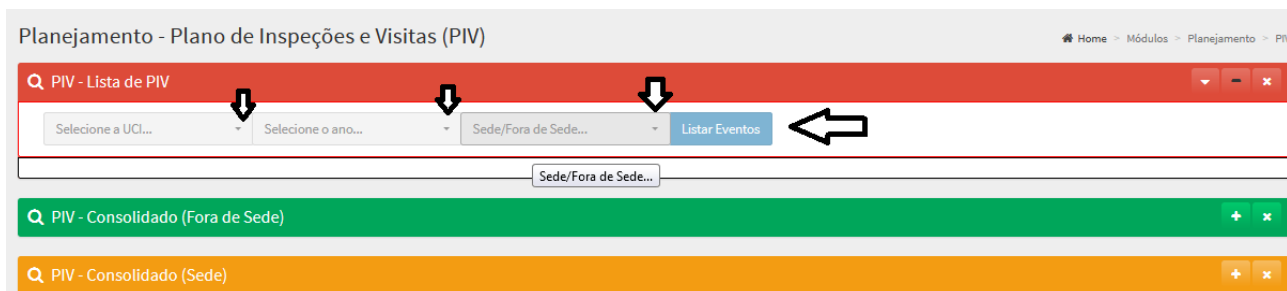 Planejamento - Plano de Inspeções e Visitas (PIV)
Home > Módulos > Planejamento > PIV
PIV - Lista de PIV
Selecione a UCI... Selecione o ano... Sede/Fora de Sede... Listar Eventos
Sede/Fora de Sede...
PIV - Consolidado (Fora de Sede)
PIV - Consolidado (Sede)